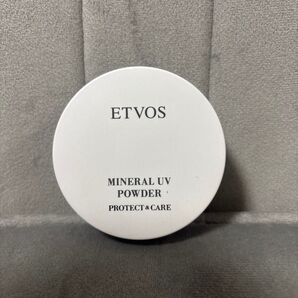 ETVOS
MINERAL UV
POWDER
PROTECT & CARE